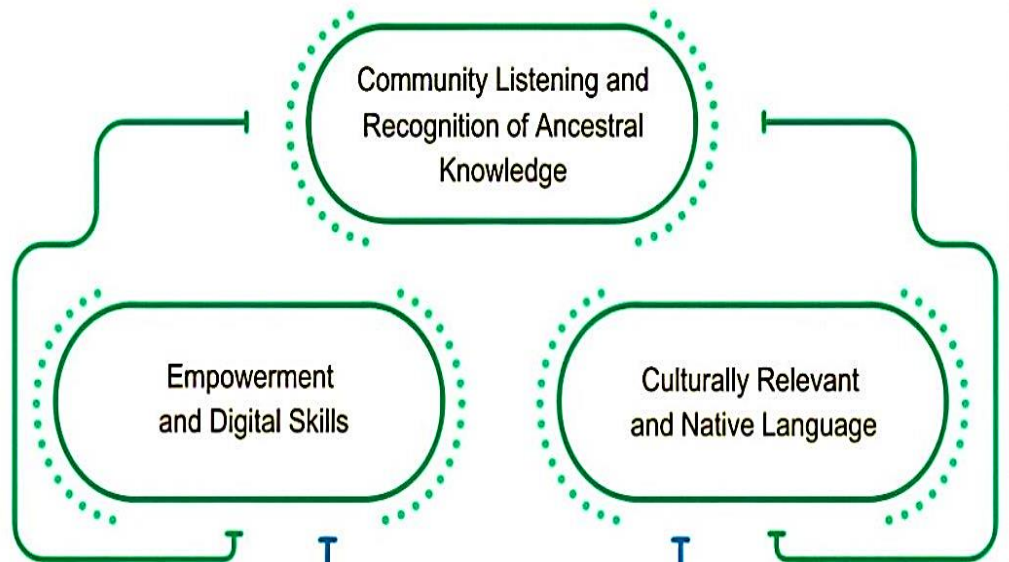 Community Listening and
Recognition of Ancestral
Knowledge
Empowerment
and Digital Skills
Culturally Relevant
and Native Language